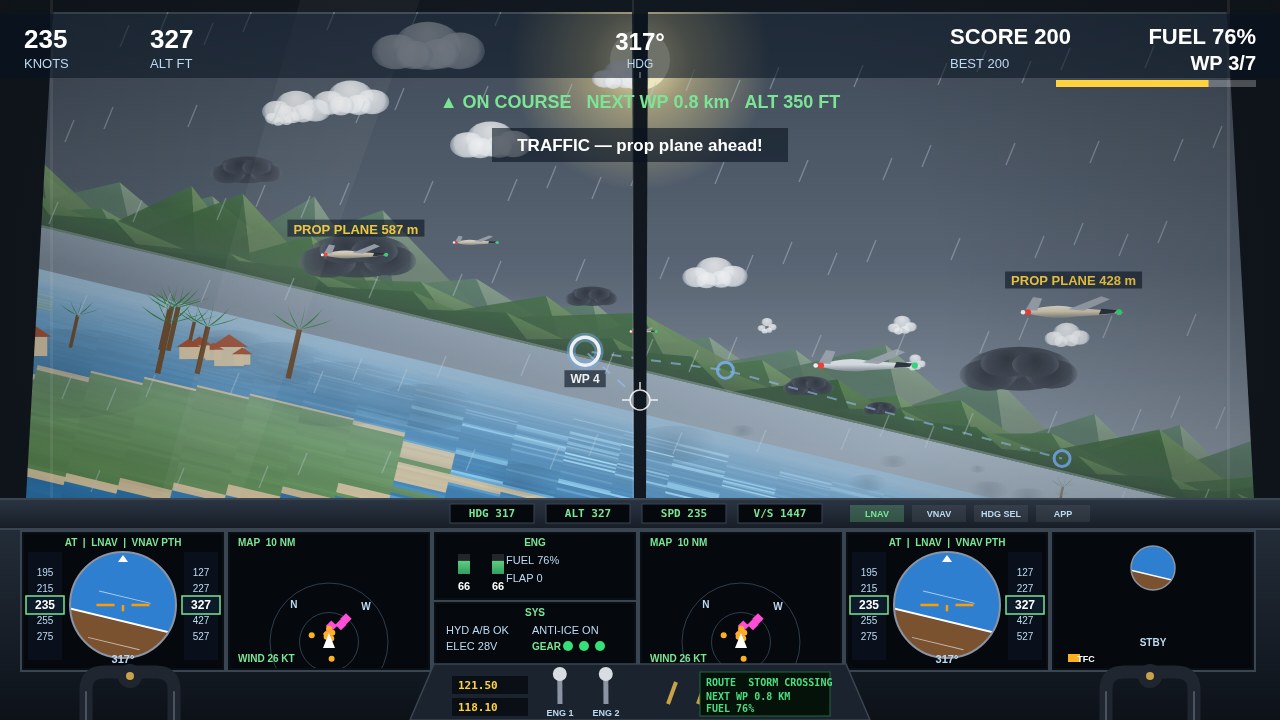 235
KNOTS
327
ALT FT
317°
HDG
SCORE 200
BEST 200
FUEL 76%
WP 3/7
▲ ON COURSE NEXT WP 0.8 km ALT 350 FT
TRAFFIC — prop plane ahead!
PROP PLANE 587 m
PROP PLANE 428 m
WP 4
HDG 317
ALT 327
SPD 235
V/S 1447
LNAV
VNAV
HDG SEL
APP
AT | LNAV | VNAV PTH
195
215
235
255
275
127
227
327
427
527
317°
MAP 10 NM
N
W
WIND 26 KT
ENG
FUEL 76%
FLAP 0
66
66
SYS
HYD A/B OK
ANTI-ICE ON
ELEC 28V
GEAR
MAP 10 NM
N
W
WIND 26 KT
AT | LNAV | VNAV PTH
195
215
235
255
275
127
227
327
427
527
317°
STBY
TFC
121.50
118.10
ENG 1
ENG 2
ROUTE STORM CROSSING
NEXT WP 0.8 KM
FUEL 76%